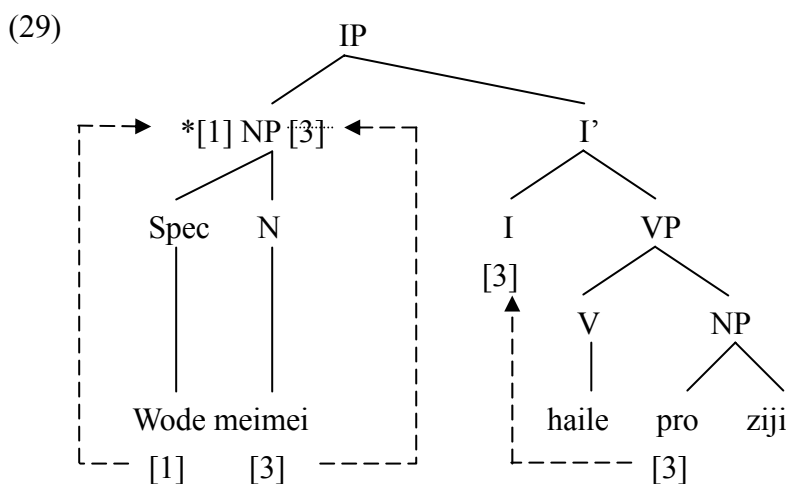 (29)
IP
*[1] NP [3] I’
Spec N I VP
[3]
V NP
Wode meimei haile pro ziji
[1] [3] [3]